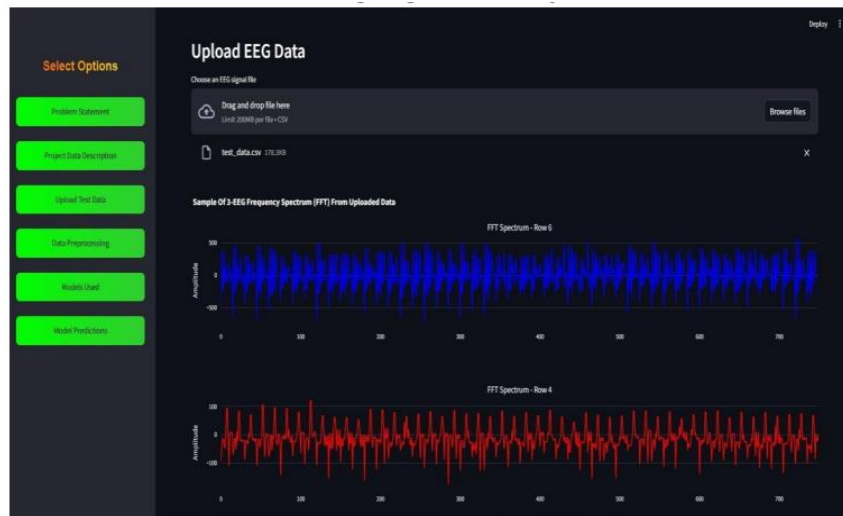 Deploy
Select Options
Problem Statement
Project Data Description
Upload Test Data
Data Preprocessing
Models Used
Model Predictions
Upload EEG Data
Choose an EEG signal file
Drag and drop file here
Limit 200MB per file • CSV
Browse files
test_data.csv 178.3KB
X
Sample Of 3-EEG Frequency Spectrum (FFT) From Uploaded Data
FFT Spectrum - Row 6
Amplitude
500
0
-500
0 100 200 300 400 500 600 700
FFT Spectrum - Row 4
Amplitude
100
0
-100
0 100 200 300 400 500 600 700